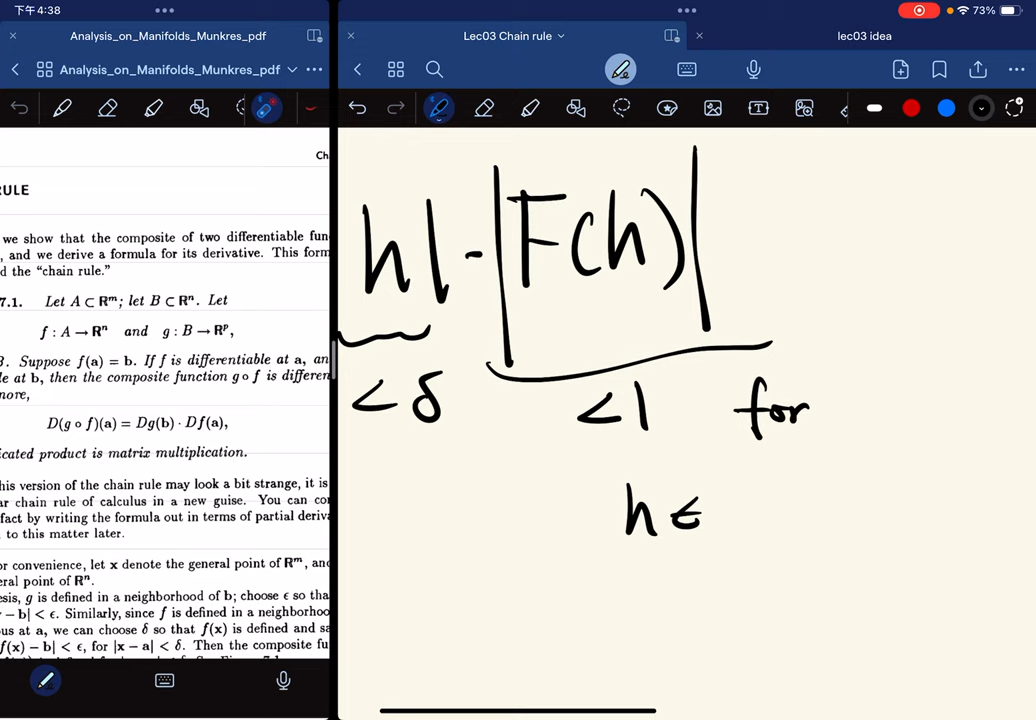 下午4:38
73%
Analysis_on_Manifolds_Munkres_pdf
Lec03 Chain rule
lec03 idea
Analysis_on_Manifolds_Munkres_pdf
Ch
RULE
we show that the composite of two differentiable fun
, and we derive a formula for its derivative. This form
d the “chain rule.”
7.1. Let A ⊂ R^m; let B ⊂ R^n. Let
f : A → R^n and g : B → R^p,
B. Suppose f(a) = b. If f is differentiable at a, an
le at b, then the composite function g ∘ f is differen
more,
D(g ∘ f)(a) = Dg(b) · Df(a),
icated product is matrix multiplication.
his version of the chain rule may look a bit strange, it is
ar chain rule of calculus in a new guise. You can co
fact by writing the formula out in terms of partial deriva
to this matter later.
or convenience, let x denote the general point of R^m, an
eral point of R^n.
esis, g is defined in a neighborhood of b; choose ϵ so tha
− b| < ϵ. Similarly, since f is defined in a neighborhoo
ous at a, we can choose δ so that f(x) is defined and sa
f(x) − b| < ϵ, for |x − a| < δ. Then the composite fu
h| · |F(h)|
< δ
< 1 for
h ∈